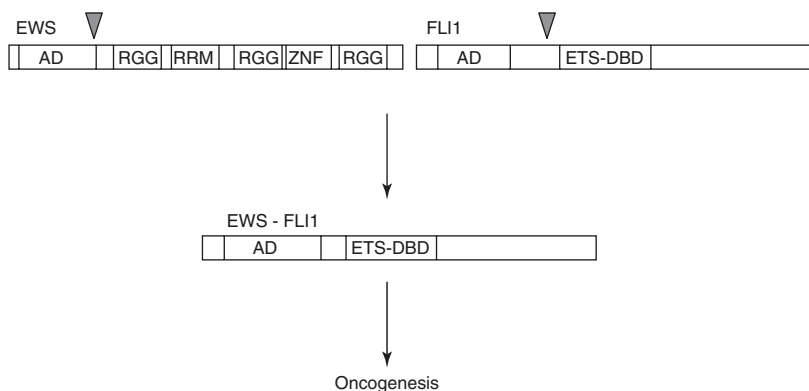 EWS FLI1
AD RGG RRM RGG ZNF RGG AD ETS-DBD
EWS - FLI1
AD ETS-DBD
Oncogenesis